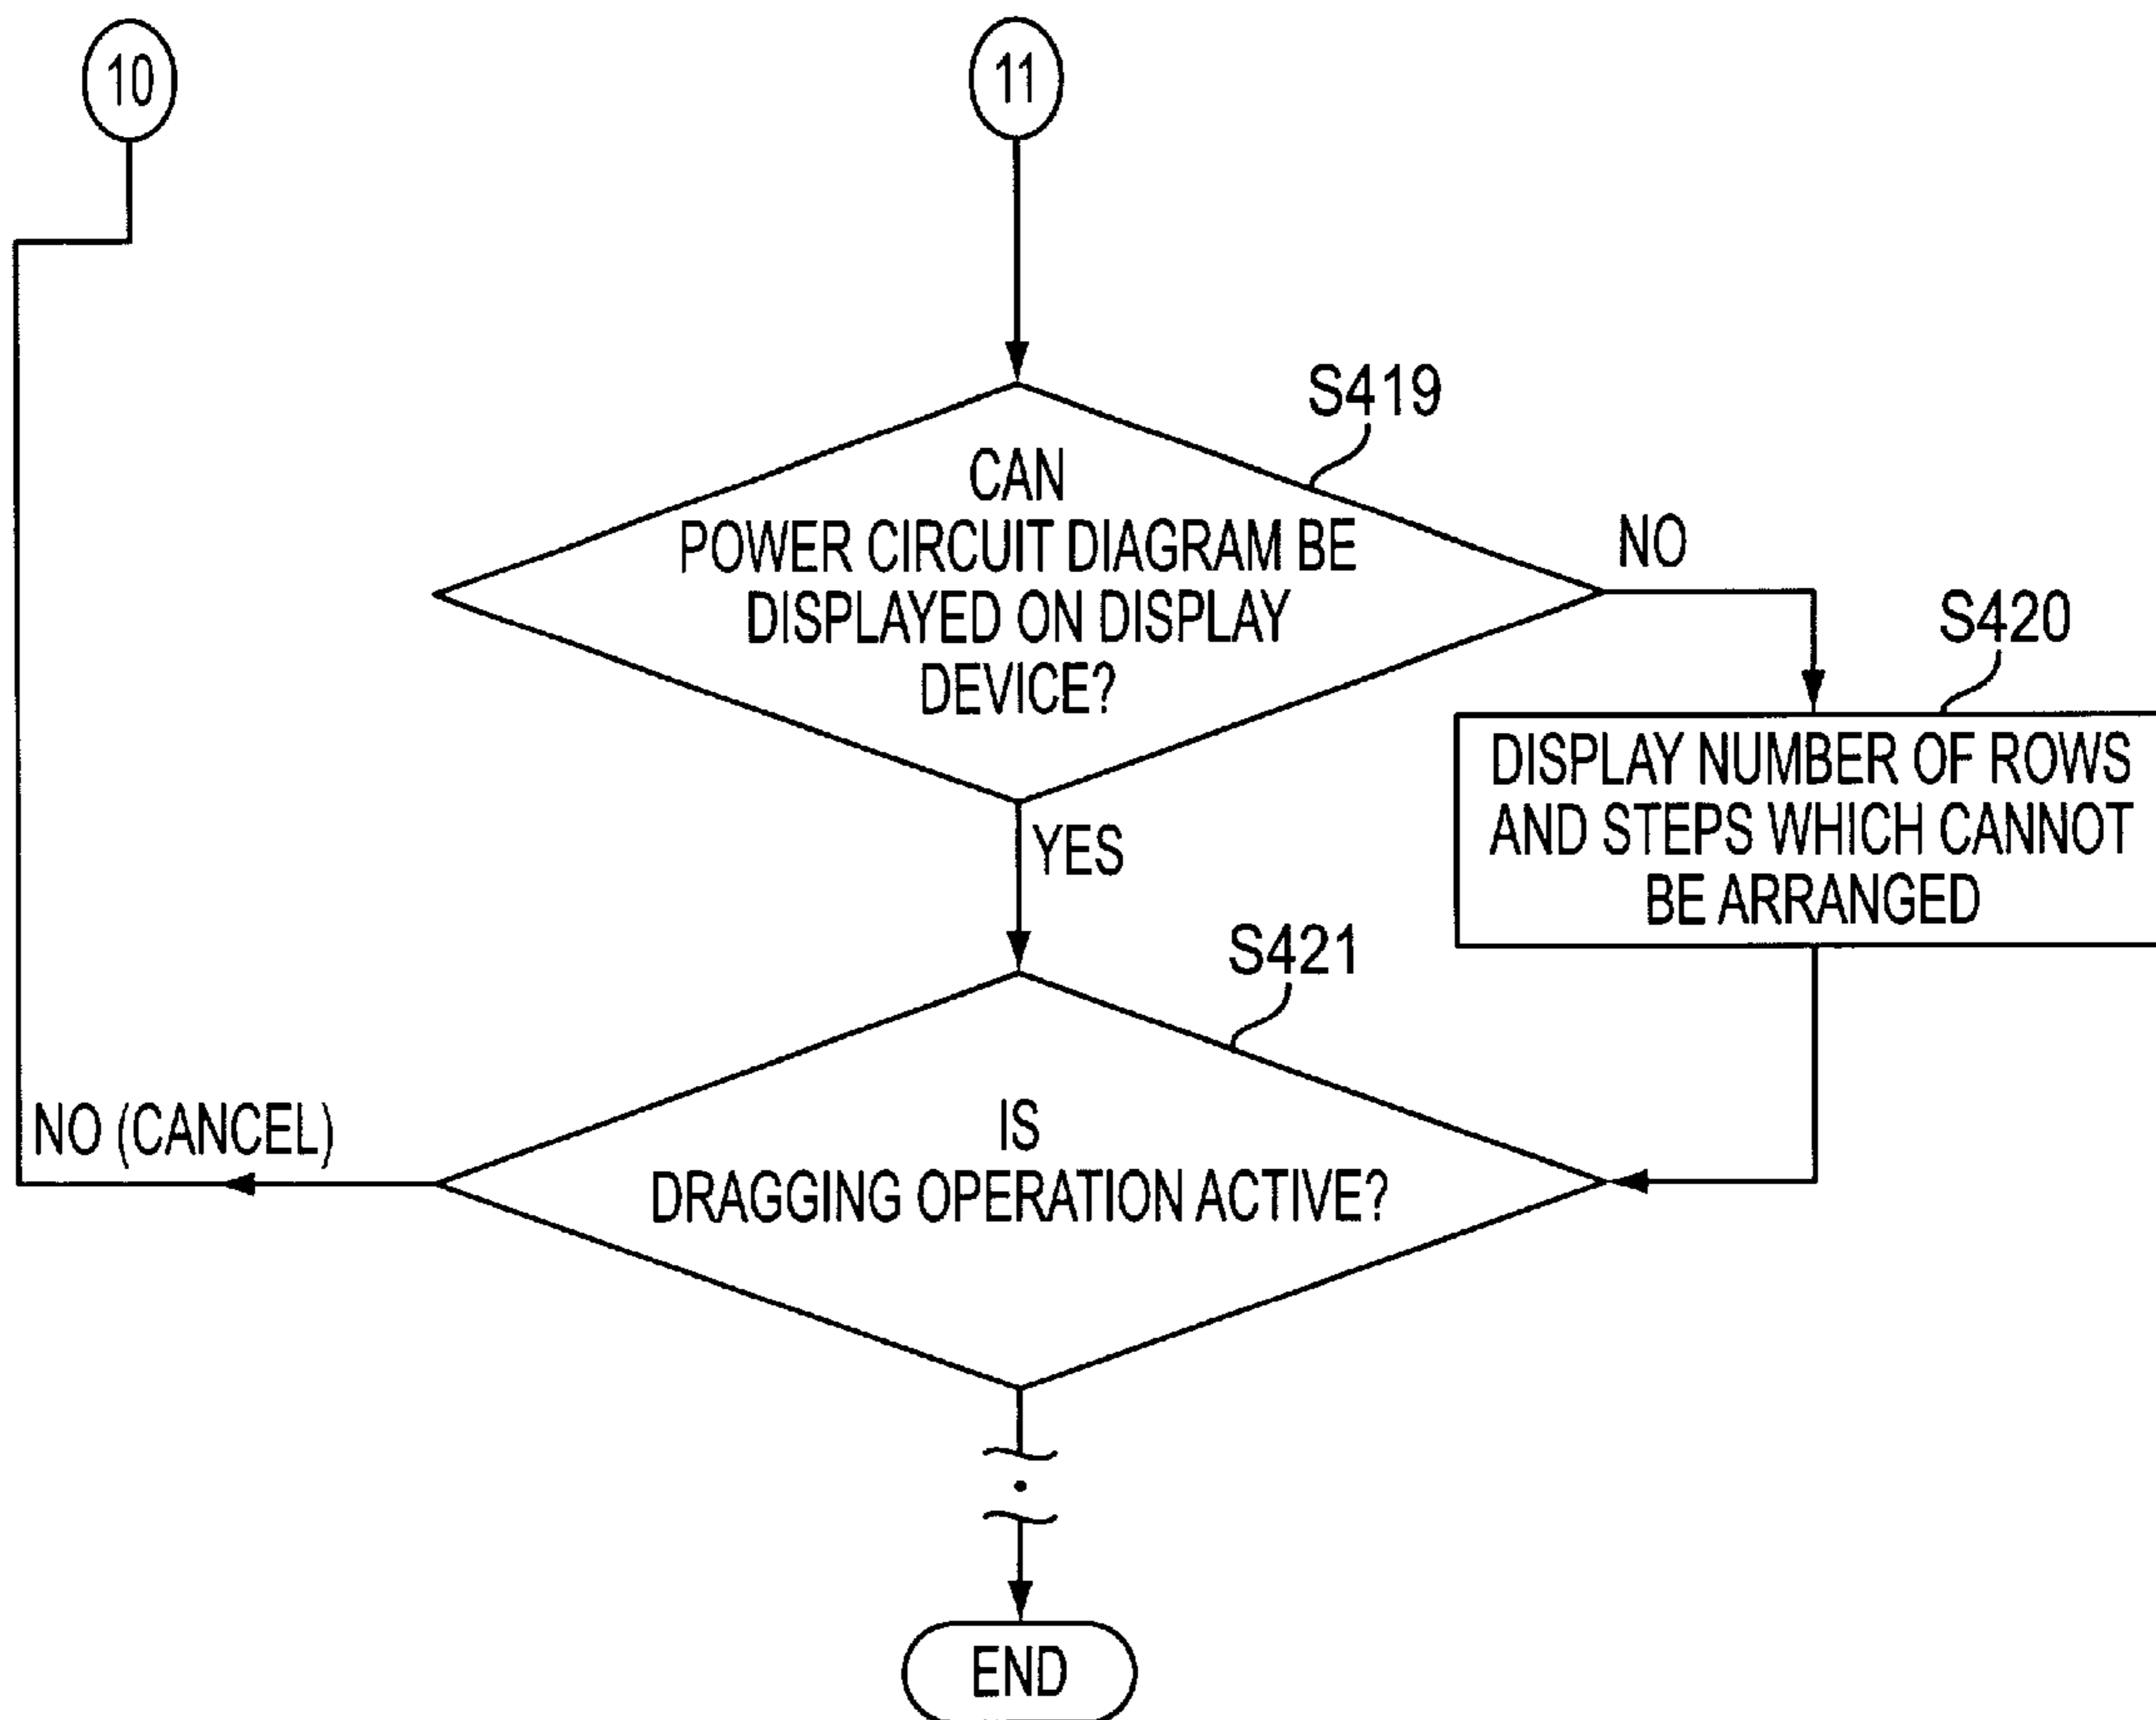 10
11
S419
CAN
POWER CIRCUIT DIAGRAM BE
DISPLAYED ON DISPLAY
DEVICE?
NO
S420
DISPLAY NUMBER OF ROWS
AND STEPS WHICH CANNOT
BE ARRANGED
YES
S421
NO (CANCEL)
IS
DRAGGING OPERATION ACTIVE?
END